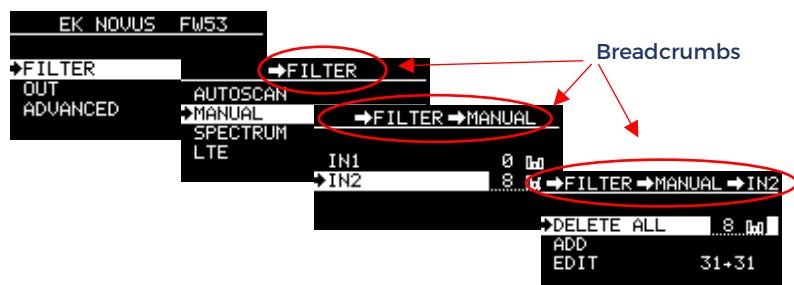 EK NOVUS FW53
➔FILTER
OUT
ADVANCED
➔FILTER
AUTOSCAN
➔MANUAL
SPECTRUM
LTE
➔FILTER➔MANUAL
IN1 0
➔IN2 8
➔FILTER➔MANUAL➔IN2
➔DELETE ALL 8
ADD
EDIT 31→31
Breadcrumbs